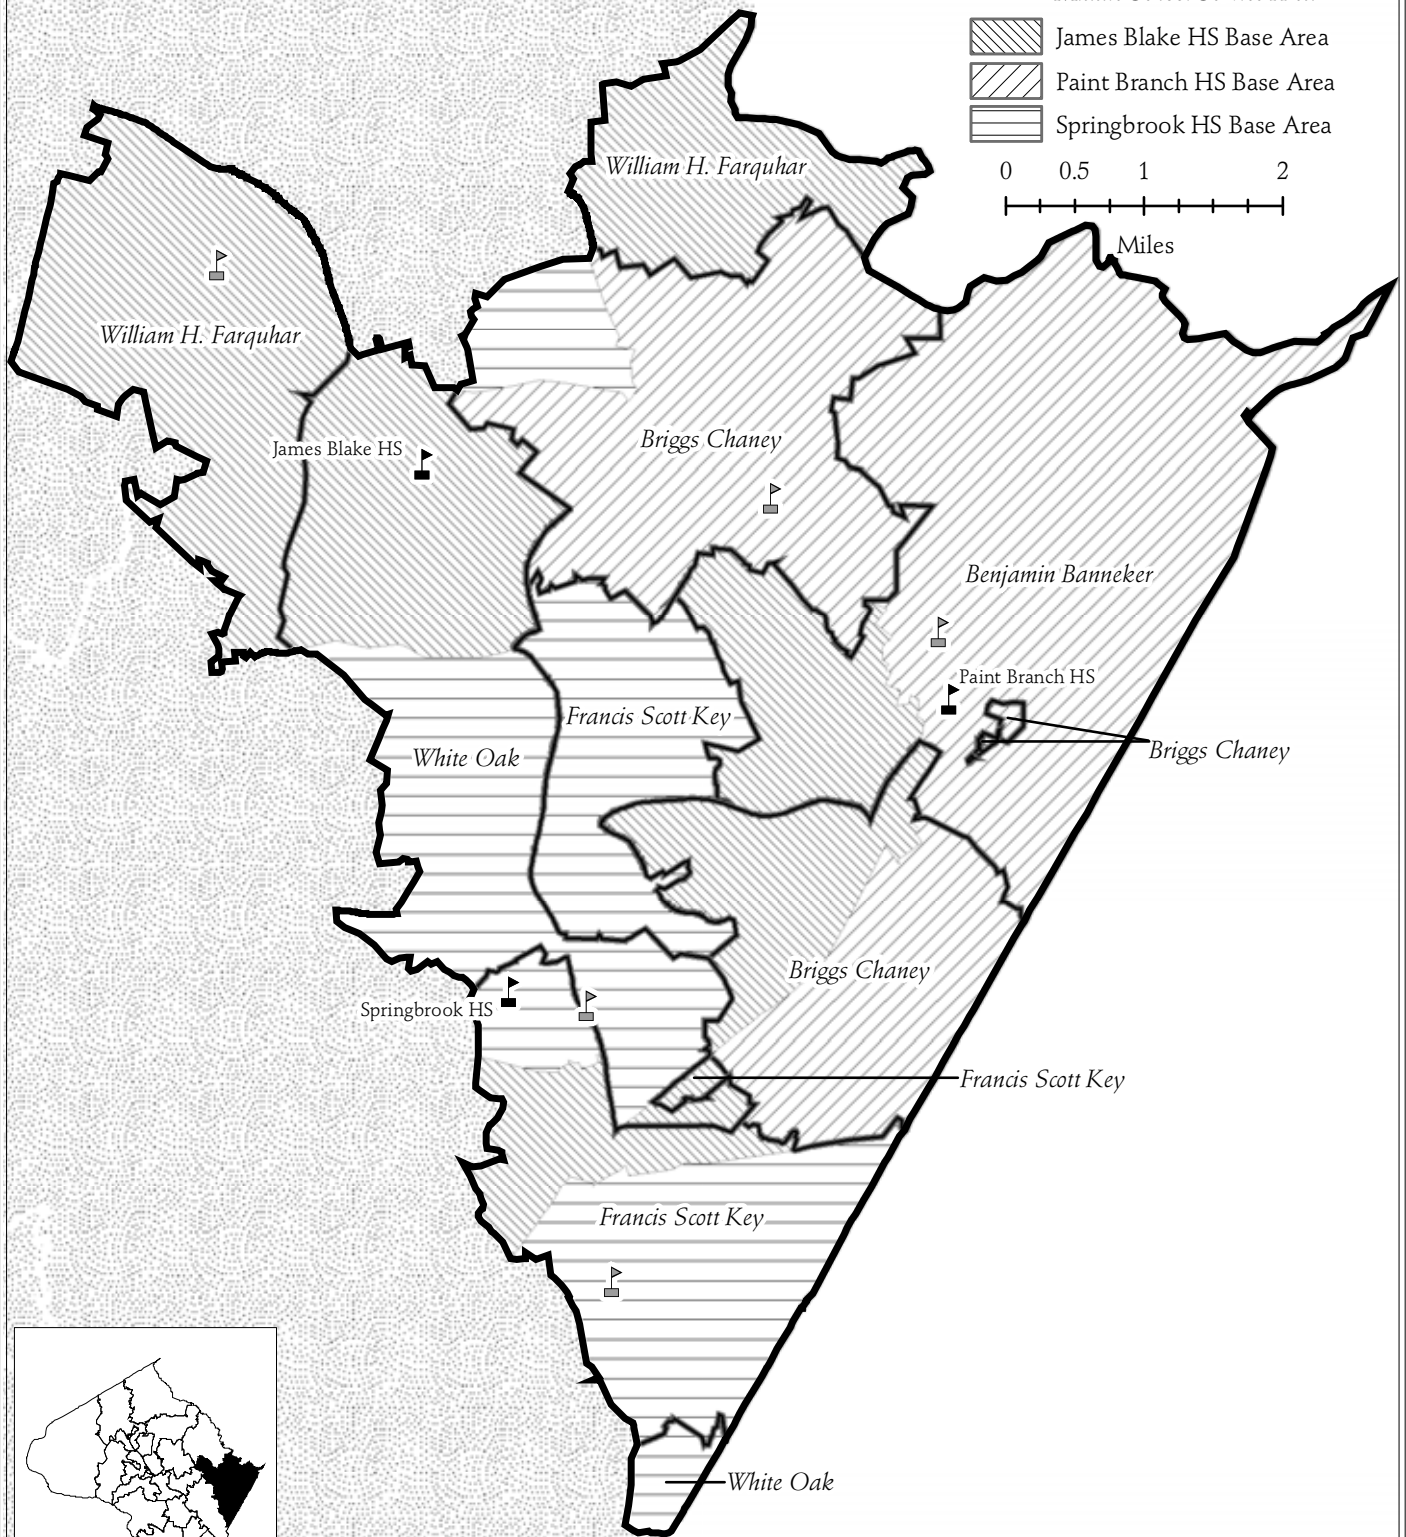 James Blake HS Base Area
Paint Branch HS Base Area
Springbrook HS Base Area
0 0.5 1 2
Miles
William H. Farquhar
William H. Farquhar
James Blake HS
Briggs Chaney
Benjamin Banneker
Paint Branch HS
Francis Scott Key
White Oak
Briggs Chaney
Briggs Chaney
Springbrook HS
Francis Scott Key
Francis Scott Key
White Oak